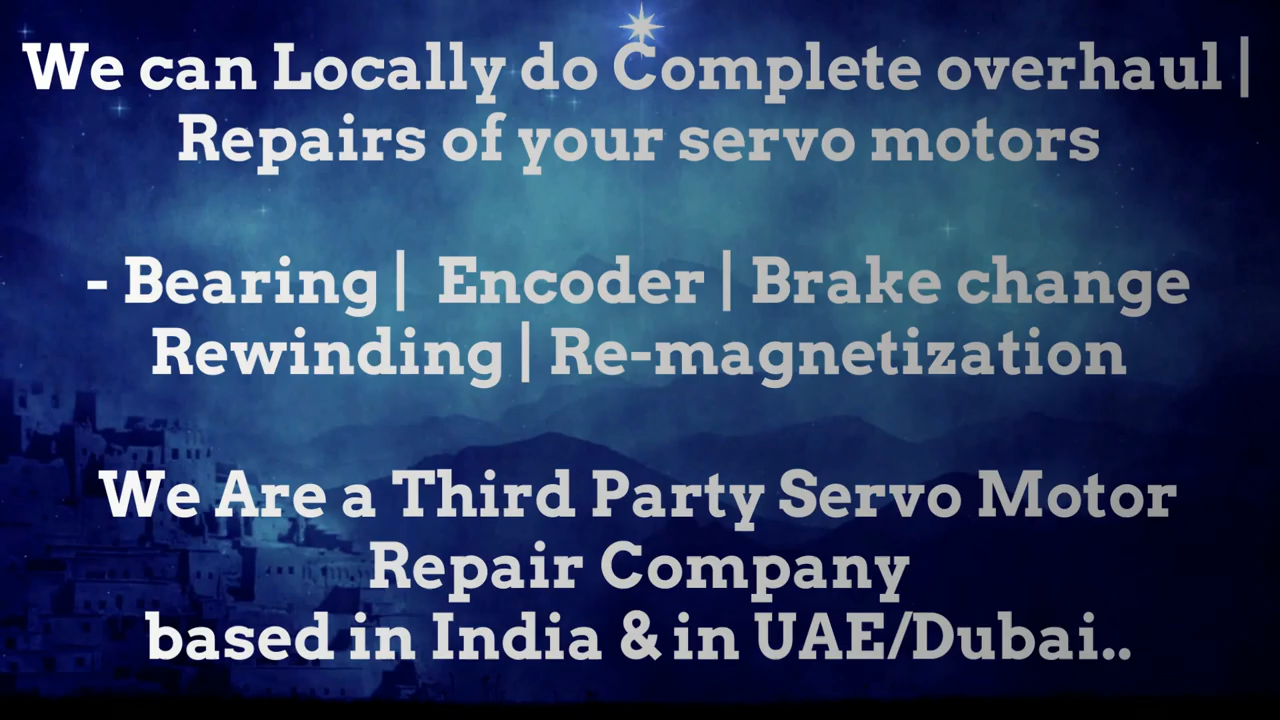 We can Locally do Complete overhaul |
Repairs of your servo motors
- Bearing | Encoder | Brake change
Rewinding | Re-magnetization
We Are a Third Party Servo Motor
Repair Company
based in India & in UAE/Dubai..